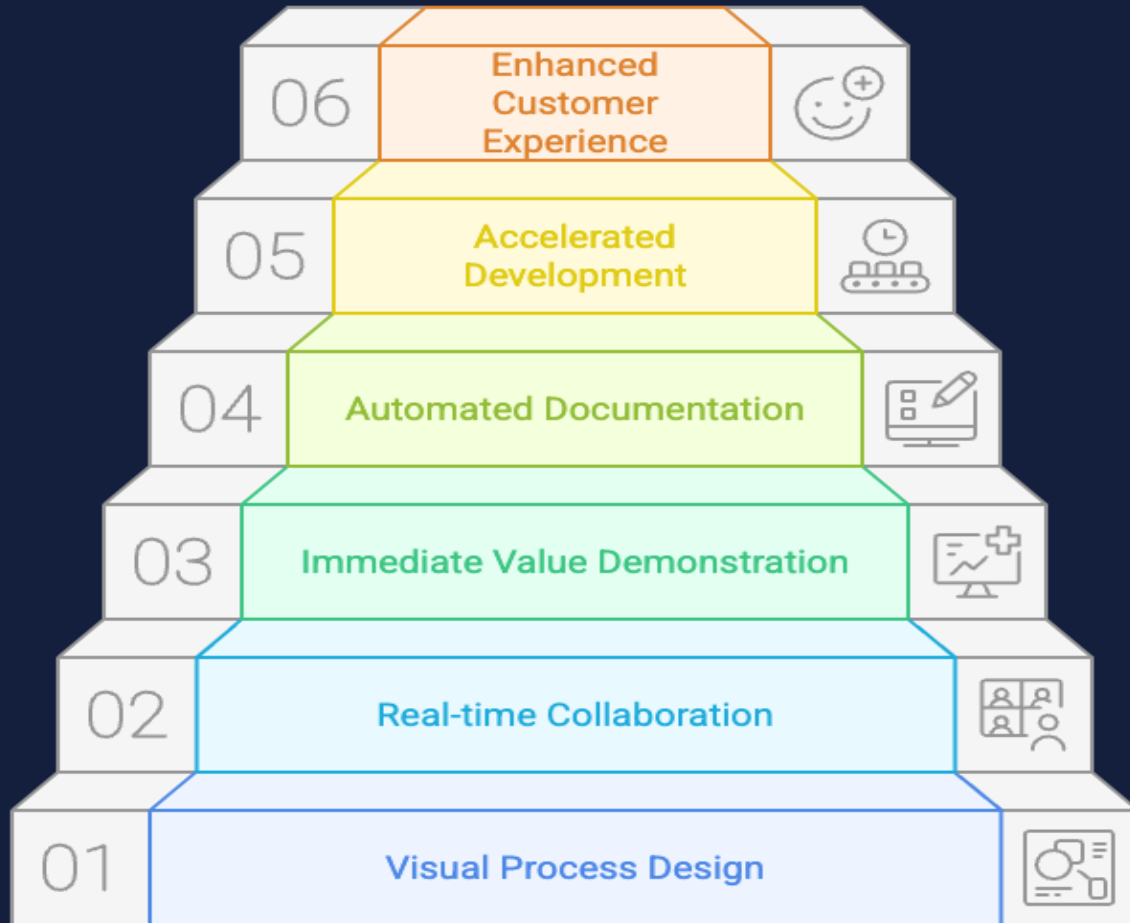 06
Enhanced
Customer
Experience
05
Accelerated
Development
04
Automated Documentation
03
Immediate Value Demonstration
02
Real-time Collaboration
01
Visual Process Design